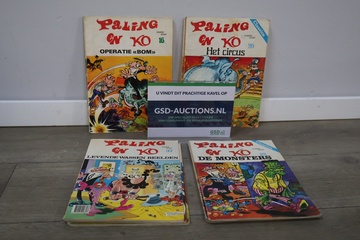 PALING
EN KO
16
OPERATIE «BOM»
PALING
EN KO
Het circus
U VINDT DIT PRACHTIGE KAVEL OP
GSD-AUCTIONS.NL
PALING
EN KO
LEVENDE WASSEN BEELDEN
PALING
EN KO
DE MONSTERS